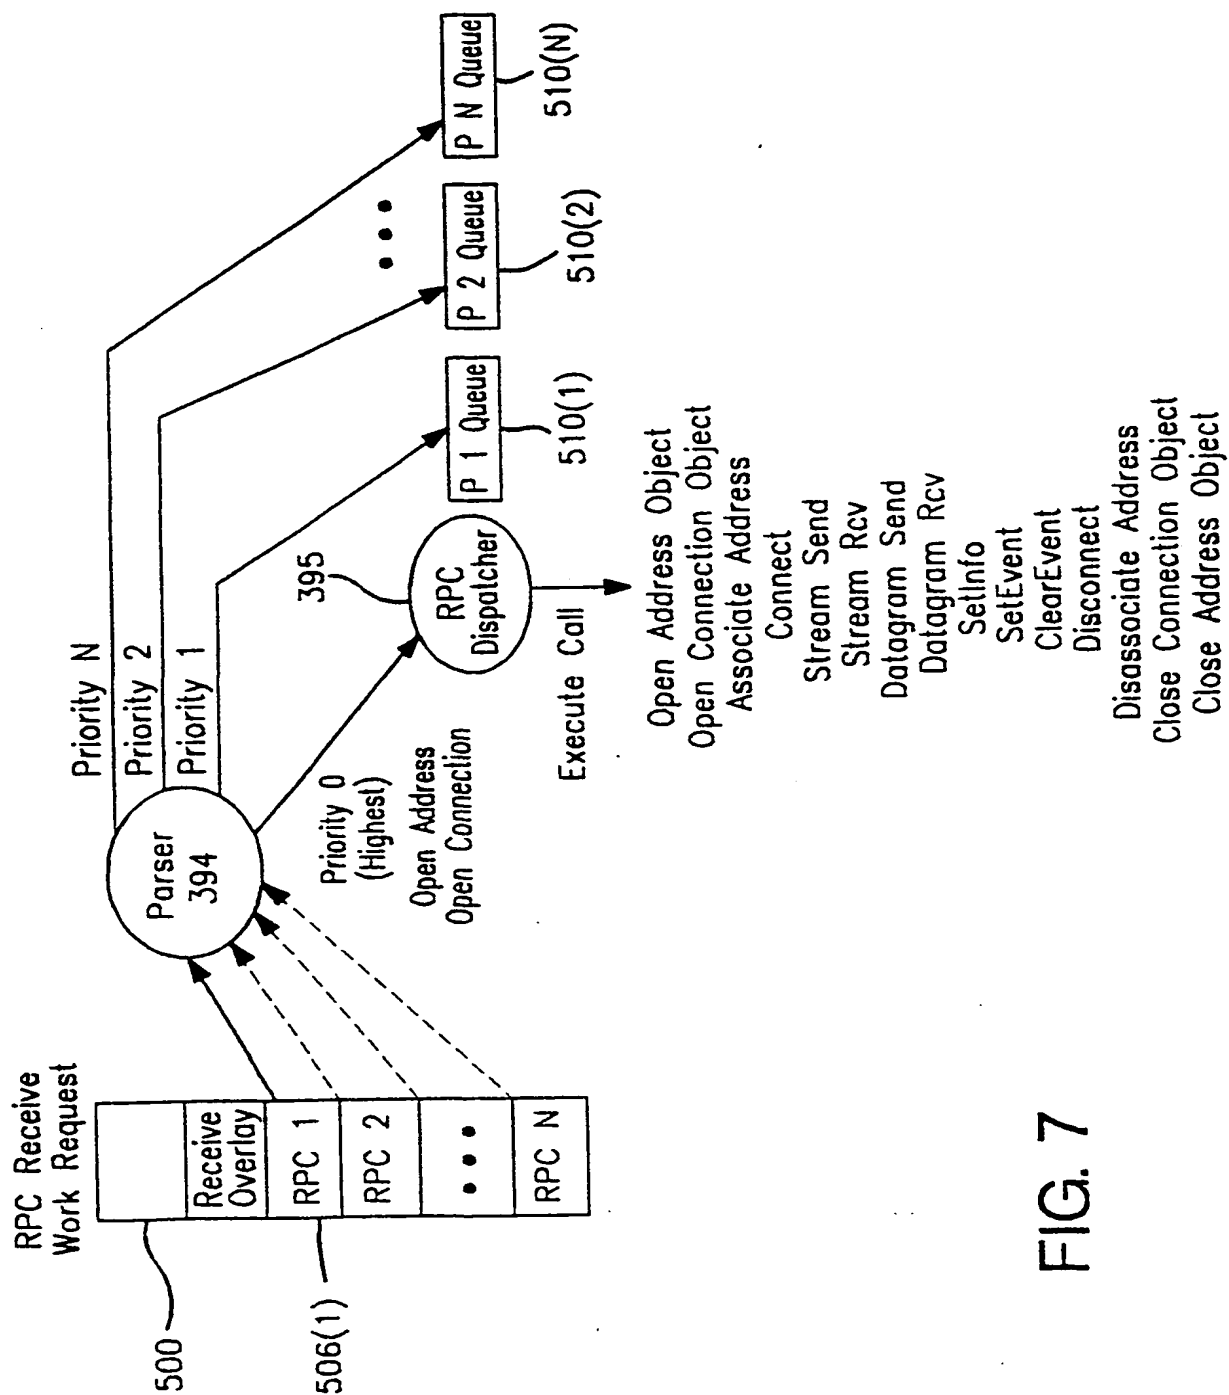 RPC Receive
Work Request
500
Receive
Overlay
RPC 1
RPC 2
•••
RPC N
506(1)
Parser
394
Priority N
Priority 2
Priority 1
Priority 0
(Highest)
Open Address
Open Connection
395
RPC
Dispatcher
P 1 Queue
510(1)
P 2 Queue
510(2)
•••
P N Queue
510(N)
Execute Call
Open Address Object
Open Connection Object
Associate Address
Connect
Stream Send
Stream Rcv
Datagram Send
Datagram Rcv
SetInfo
SetEvent
ClearEvent
Disconnect
Disassociate Address
Close Connection Object
Close Address Object
FIG. 7